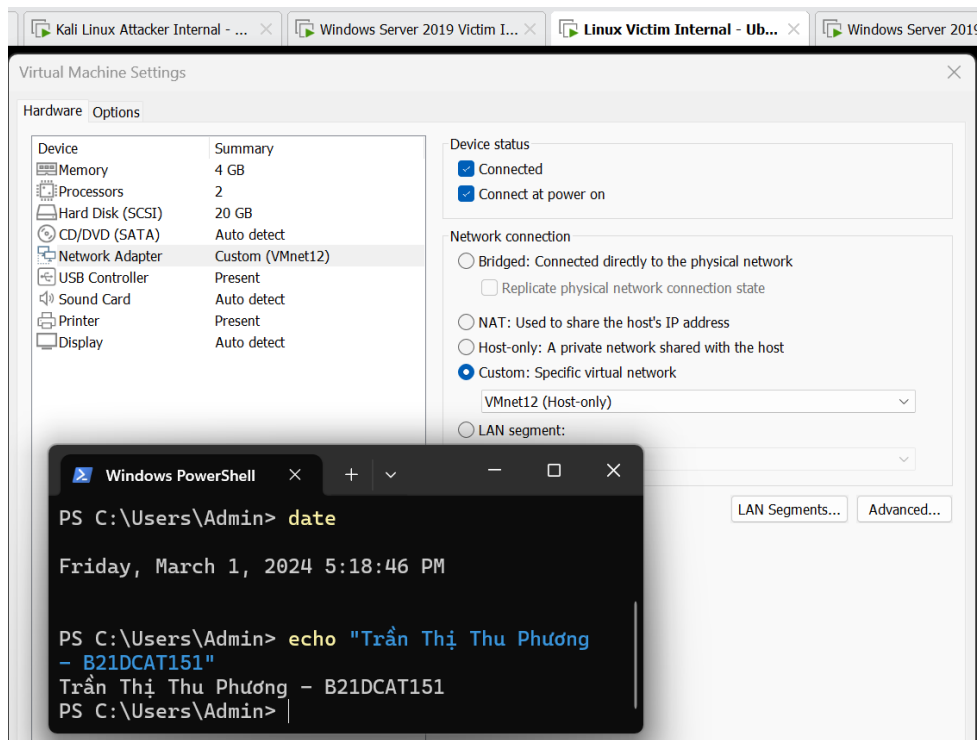 Kali Linux Attacker Internal - ...
Windows Server 2019 Victim I...
Linux Victim Internal - Ub...
Windows Server 2019
Virtual Machine Settings
Hardware
Options
Device Summary
Memory 4 GB
Processors 2
Hard Disk (SCSI) 20 GB
CD/DVD (SATA) Auto detect
Network Adapter Custom (VMnet12)
USB Controller Present
Sound Card Auto detect
Printer Present
Display Auto detect
Device status
Connected
Connect at power on
Network connection
Bridged: Connected directly to the physical network
Replicate physical network connection state
NAT: Used to share the host's IP address
Host-only: A private network shared with the host
Custom: Specific virtual network
VMnet12 (Host-only)
LAN segment:
LAN Segments...
Advanced...
Windows PowerShell
PS C:\Users\Admin> date
Friday, March 1, 2024 5:18:46 PM
PS C:\Users\Admin> echo "Trần Thị Thu Phương
– B21DCAT151"
Trần Thị Thu Phương – B21DCAT151
PS C:\Users\Admin>